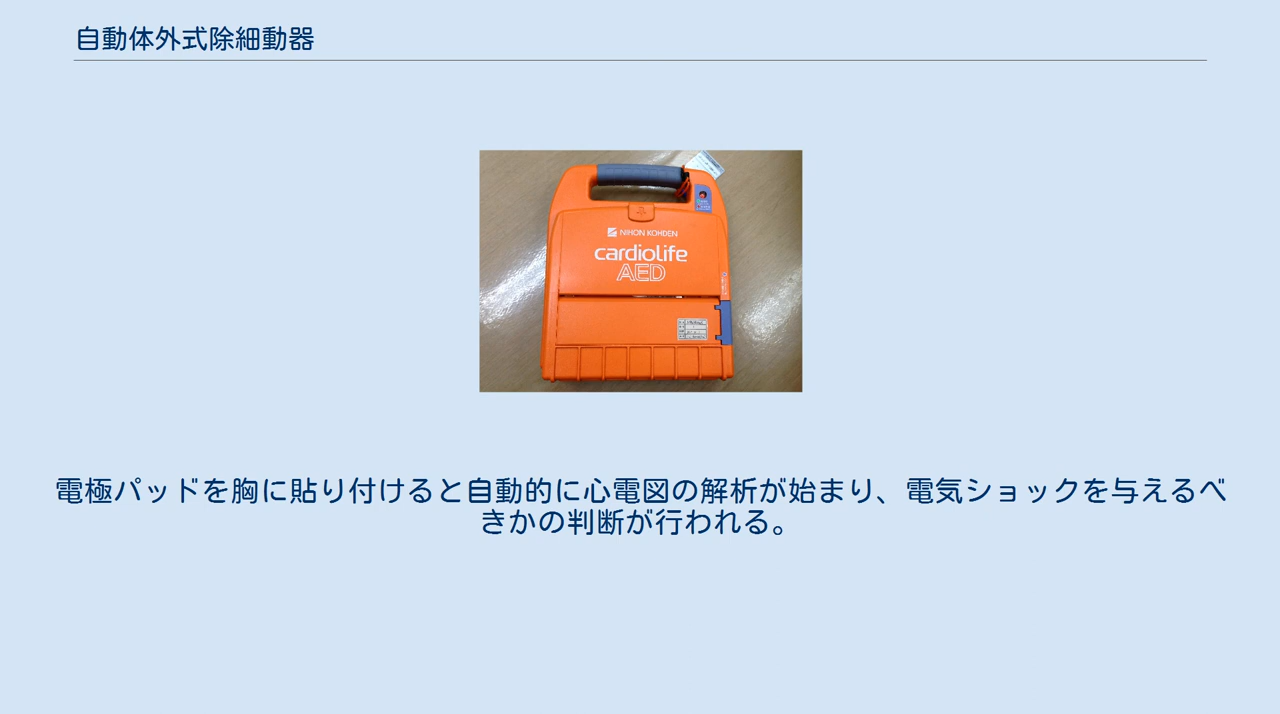 自動体外式除細動器
NIHON KOHDEN
cardiolife
AED
電極パッドを胸に貼り付けると自動的に心電図の解析が始まり、電気ショックを与えるべ
きかの判断が行われる。